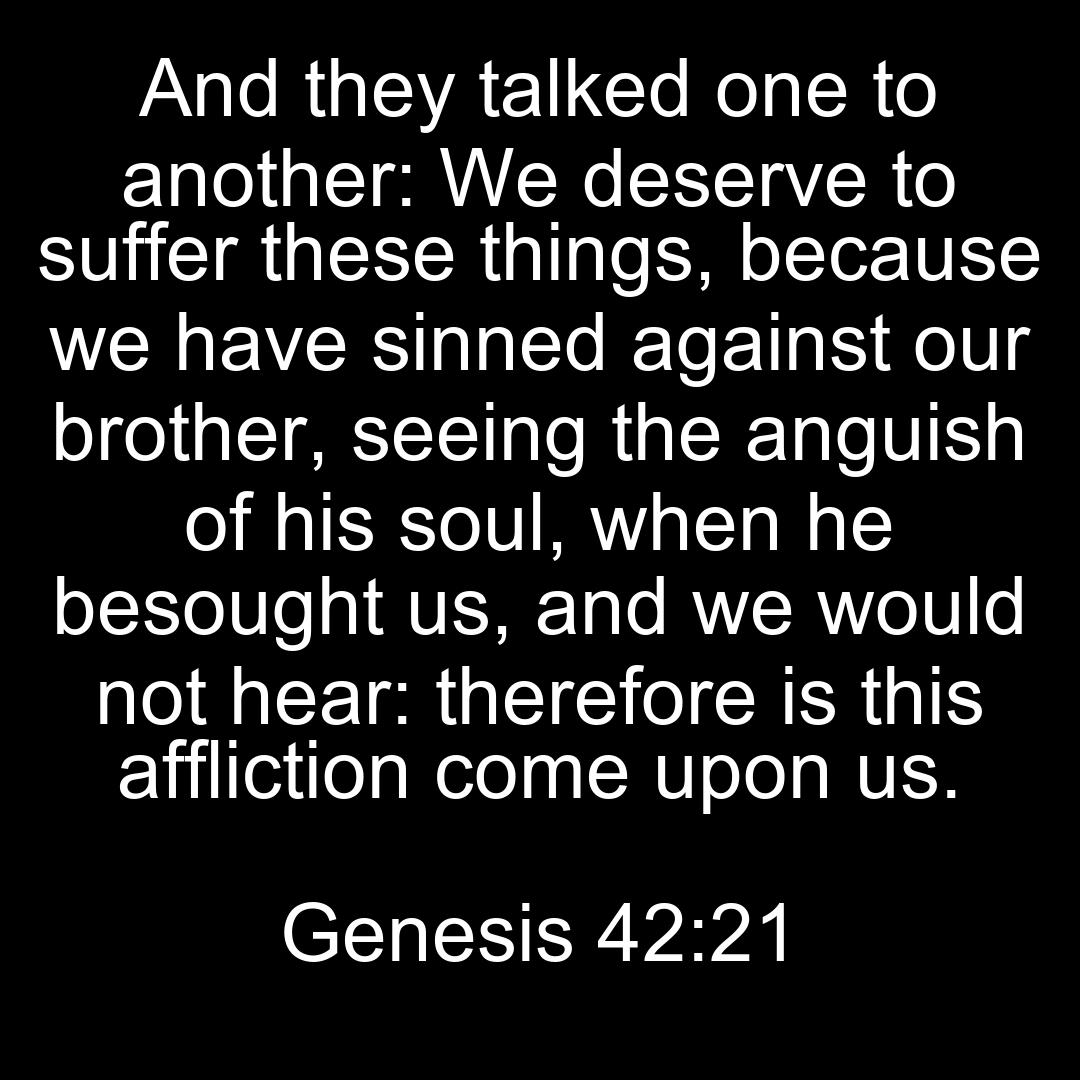 And they talked one to
another: We deserve to
suffer these things, because
we have sinned against our
brother, seeing the anguish
of his soul, when he
besought us, and we would
not hear: therefore is this
affliction come upon us.
Genesis 42:21